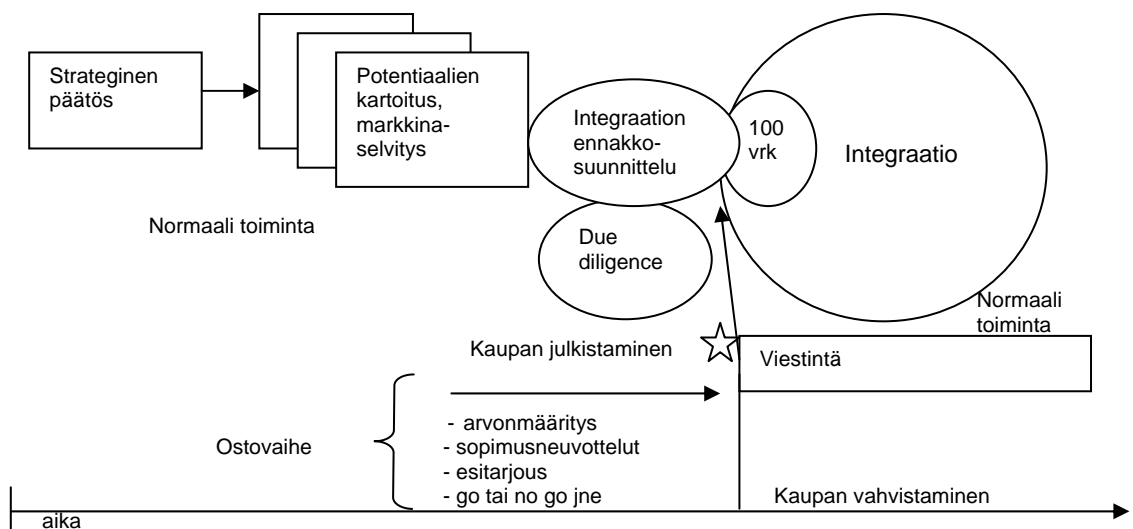 Strateginen
päätös
Potentiaalien
kartoitus,
markkina-
selvitys
Integraation
ennakko-
suunnittelu
100
vrk
Integraatio
Normaali toiminta
Due
diligence
Normaali
toiminta
Kaupan julkistaminen
Viestintä
Ostovaihe
- arvonmääritys
- sopimusneuvottelut
- esitarjous
- go tai no go jne
Kaupan vahvistaminen
aika